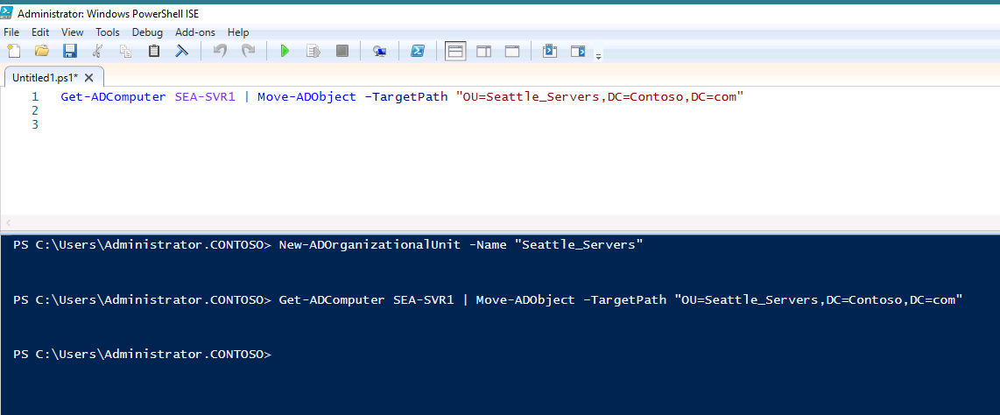 Administrator: Windows PowerShell ISE
File Edit View Tools Debug Add-ons Help
Untitled1.ps1* X
1 Get-ADComputer SEA-SVR1 | Move-ADObject -TargetPath "OU=Seattle_Servers,DC=Contoso,DC=com"
2
3
PS C:\Users\Administrator.CONTOSO> New-ADOrganizationalUnit -Name "Seattle_Servers"
PS C:\Users\Administrator.CONTOSO> Get-ADComputer SEA-SVR1 | Move-ADObject -TargetPath "OU=Seattle_Servers,DC=Contoso,DC=com"
PS C:\Users\Administrator.CONTOSO>